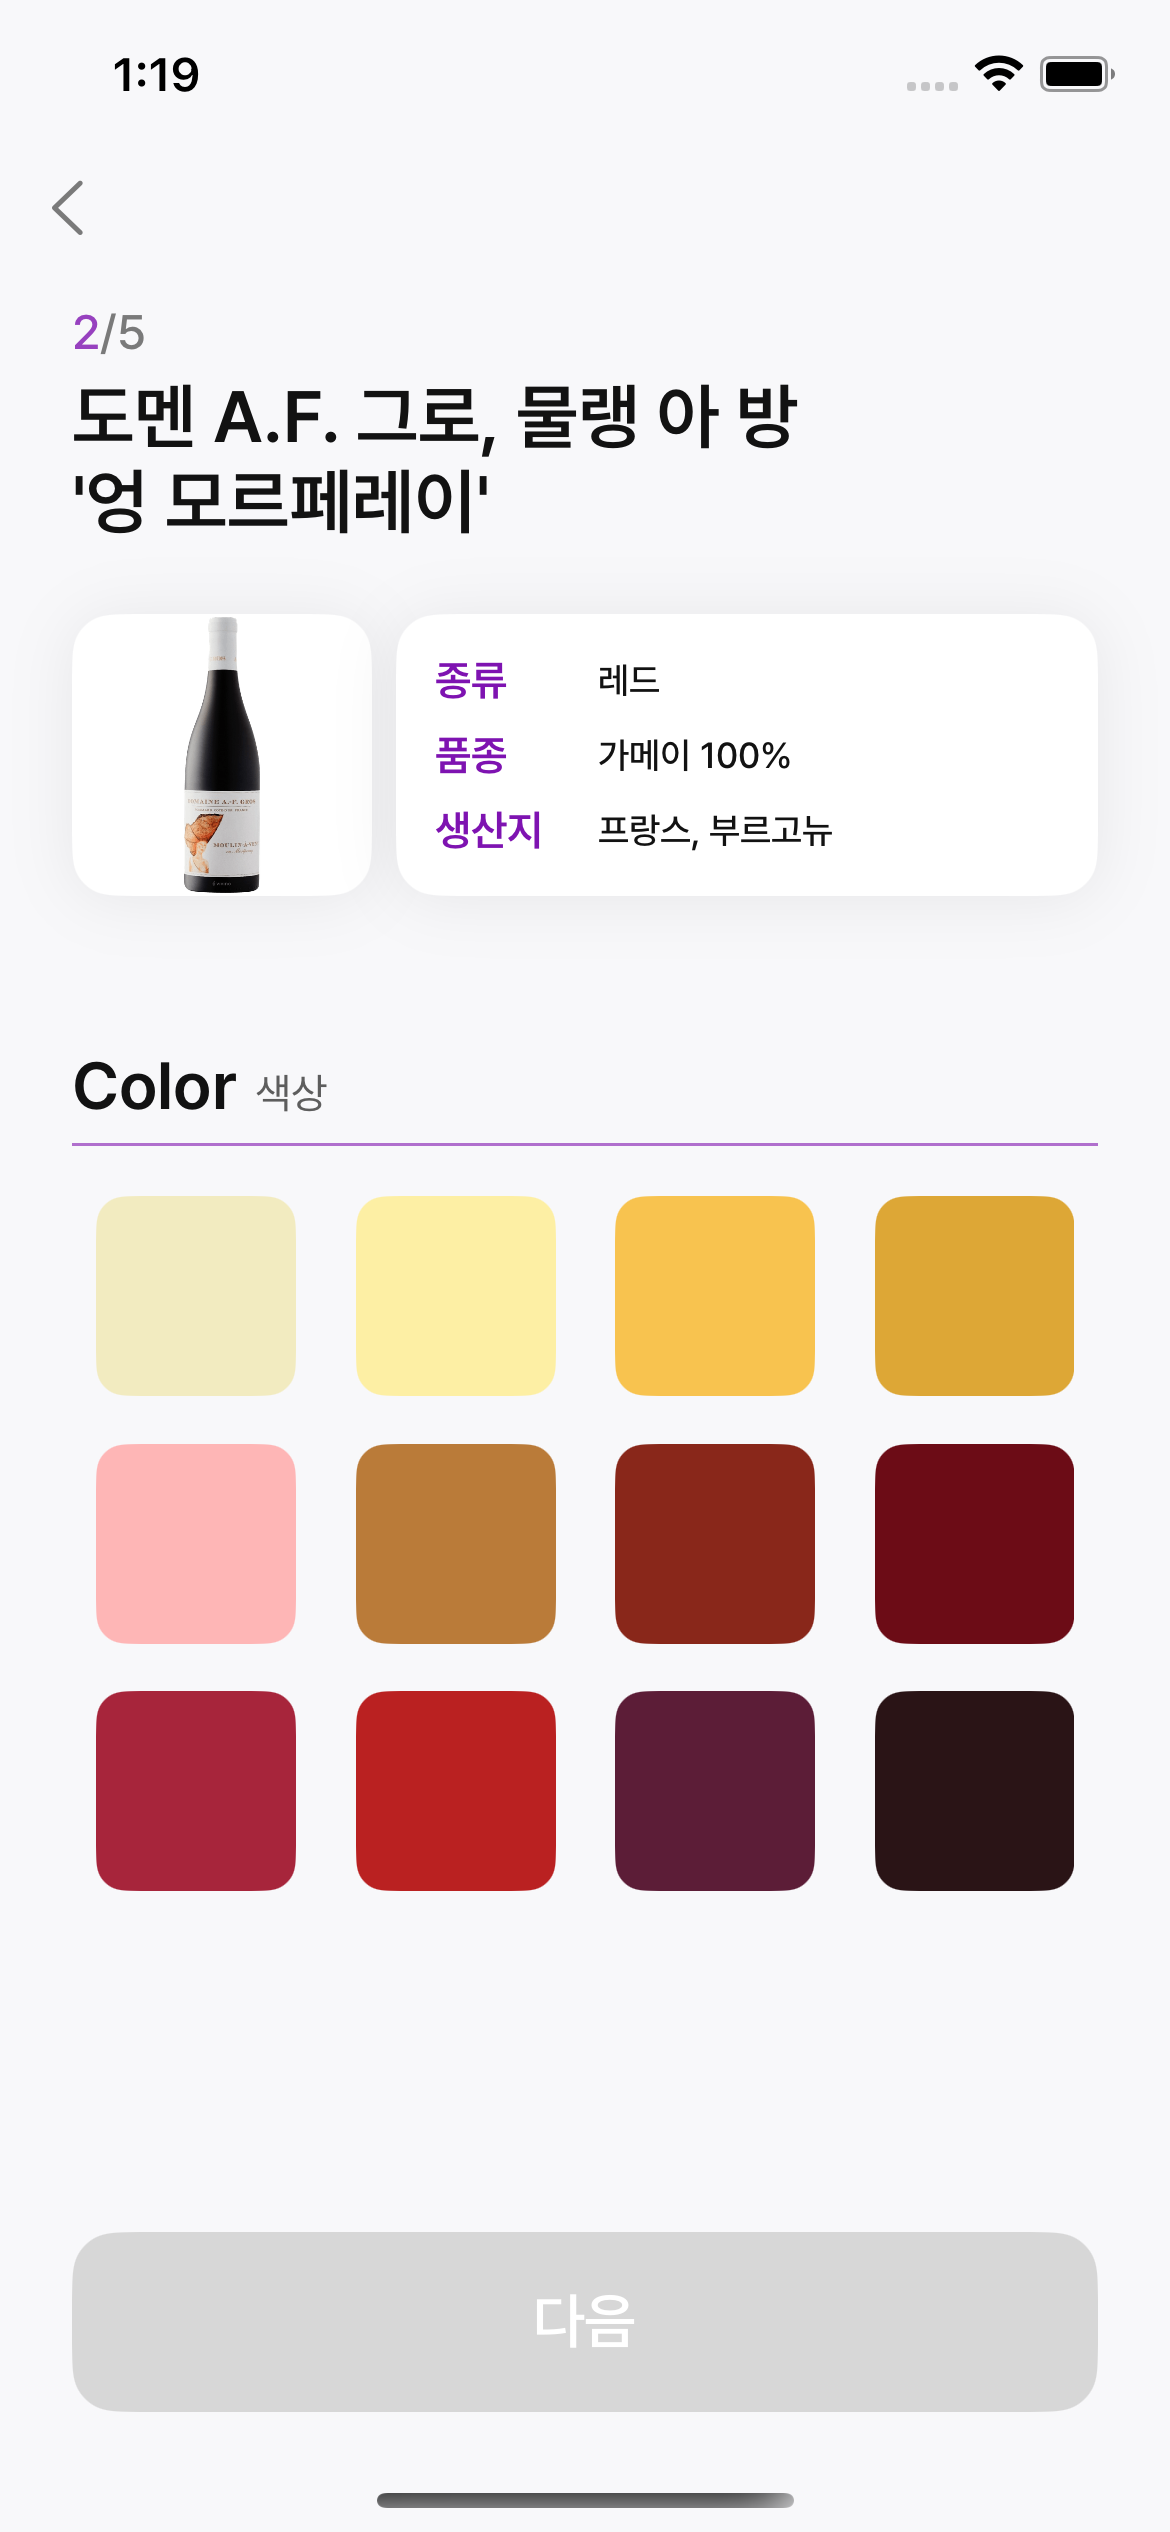 1:19
2/5
도멘 A.F. 그로, 물랭 아 방
'엉 모르페레이'
종류 레드
품종 가메이 100%
생산지 프랑스, 부르고뉴
DOMAINE A.-F. GROS
MOULIN-À-VENT
Color 색상
다음